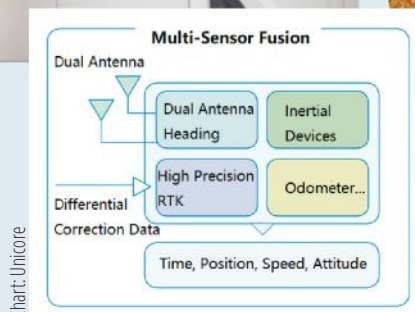 Multi-Sensor Fusion
Dual Antenna
Dual Antenna
Heading
Inertial
Devices
High Precision
RTK
Odometer...
Differential
Correction Data
Time, Position, Speed, Attitude
hart: Unicore